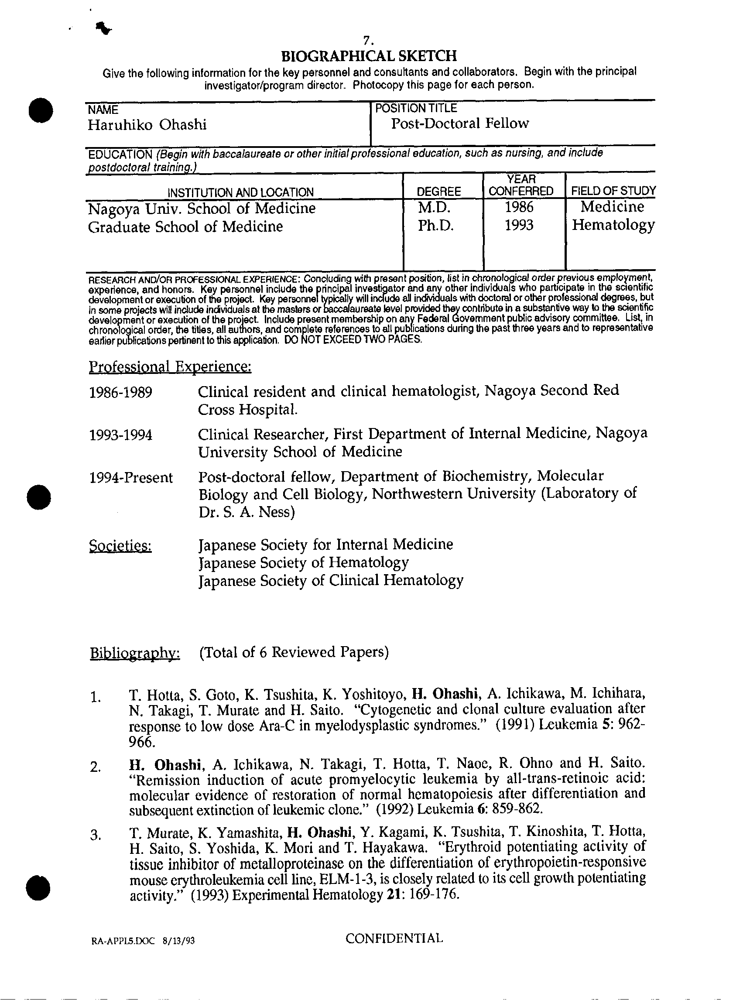 7.
BIOGRAPHICAL SKETCH
Give the following information for the key personnel and consultants and collaborators. Begin with the principal
investigator/program director. Photocopy this page for each person.
NAME
POSITION TITLE
Haruhiko Ohashi
Post-Doctoral Fellow
EDUCATION (Begin with baccalaureate or other initial professional education, such as nursing, and include
postdoctoral training.)
INSTITUTION AND LOCATION DEGREE YEAR CONFERRED FIELD OF STUDY
Nagoya Univ. School of Medicine M.D. 1986 Medicine
Graduate School of Medicine Ph.D. 1993 Hematology
RESEARCH AND/OR PROFESSIONAL EXPERIENCE: Concluding with present position, list in chronological order previous employment,
experience, and honors. Key personnel include the principal investigator and any other individuals who participate in the scientific
development or execution of the project. Key personnel typically will include all individuals with doctoral or other professional degrees, but
in some projects will include individuals at the masters or baccalaureate level provided they contribute in a substantive way to the scientific
development or execution of the project. Include present membership on any Federal Government public advisory committee. List, in
chronological order, the titles, all authors, and complete references to all publications during the past three years and to representative
earlier publications pertinent to this application. DO NOT EXCEED TWO PAGES.
Professional Experience:
1986-1989 Clinical resident and clinical hematologist, Nagoya Second Red
Cross Hospital.
1993-1994 Clinical Researcher, First Department of Internal Medicine, Nagoya
University School of Medicine
1994-Present Post-doctoral fellow, Department of Biochemistry, Molecular
Biology and Cell Biology, Northwestern University (Laboratory of
Dr. S. A. Ness)
Societies: Japanese Society for Internal Medicine
Japanese Society of Hematology
Japanese Society of Clinical Hematology
Bibliography: (Total of 6 Reviewed Papers)
1. T. Hotta, S. Goto, K. Tsushita, K. Yoshitoyo, H. Ohashi, A. Ichikawa, M. Ichihara,
N. Takagi, T. Murate and H. Saito. “Cytogenetic and clonal culture evaluation after
response to low dose Ara-C in myelodysplastic syndromes.” (1991) Leukemia 5: 962-
966.
2. H. Ohashi, A. Ichikawa, N. Takagi, T. Hotta, T. Naoe, R. Ohno and H. Saito.
“Remission induction of acute promyelocytic leukemia by all-trans-retinoic acid:
molecular evidence of restoration of normal hematopoiesis after differentiation and
subsequent extinction of leukemic clone.” (1992) Leukemia 6: 859-862.
3. T. Murate, K. Yamashita, H. Ohashi, Y. Kagami, K. Tsushita, T. Kinoshita, T. Hotta,
H. Saito, S. Yoshida, K. Mori and T. Hayakawa. “Erythroid potentiating activity of
tissue inhibitor of metalloproteinase on the differentiation of erythropoietin-responsive
mouse erythroleukemia cell line, ELM-1-3, is closely related to its cell growth potentiating
activity.” (1993) Experimental Hematology 21: 169-176.
RA-APPL5.DOC 8/13/93
CONFIDENTIAL